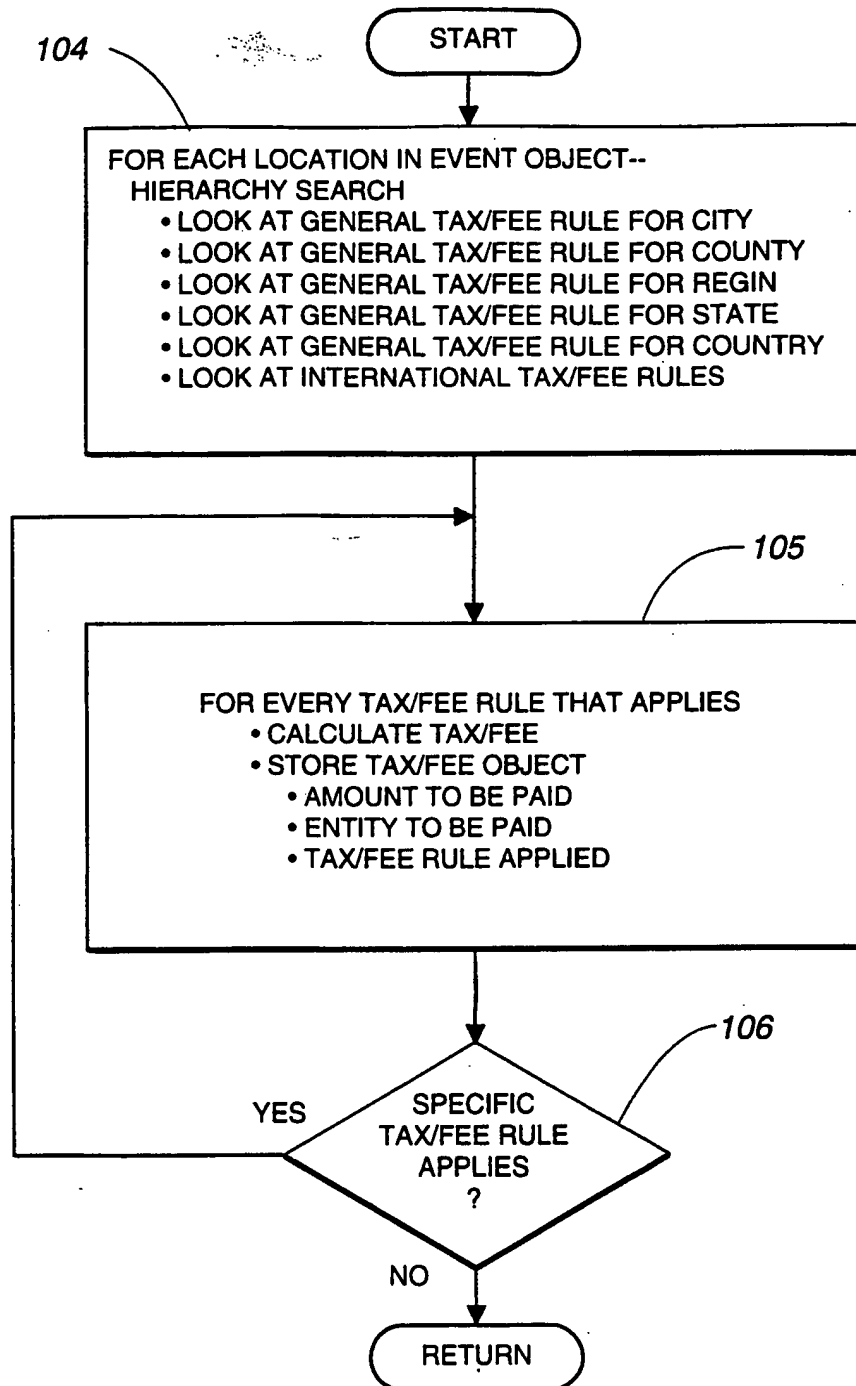 START
104
FOR EACH LOCATION IN EVENT OBJECT--
HIERARCHY SEARCH
• LOOK AT GENERAL TAX/FEE RULE FOR CITY
• LOOK AT GENERAL TAX/FEE RULE FOR COUNTY
• LOOK AT GENERAL TAX/FEE RULE FOR REGIN
• LOOK AT GENERAL TAX/FEE RULE FOR STATE
• LOOK AT GENERAL TAX/FEE RULE FOR COUNTRY
• LOOK AT INTERNATIONAL TAX/FEE RULES
105
FOR EVERY TAX/FEE RULE THAT APPLIES
• CALCULATE TAX/FEE
• STORE TAX/FEE OBJECT
• AMOUNT TO BE PAID
• ENTITY TO BE PAID
• TAX/FEE RULE APPLIED
106
YES
SPECIFIC
TAX/FEE RULE
APPLIES
?
NO
RETURN